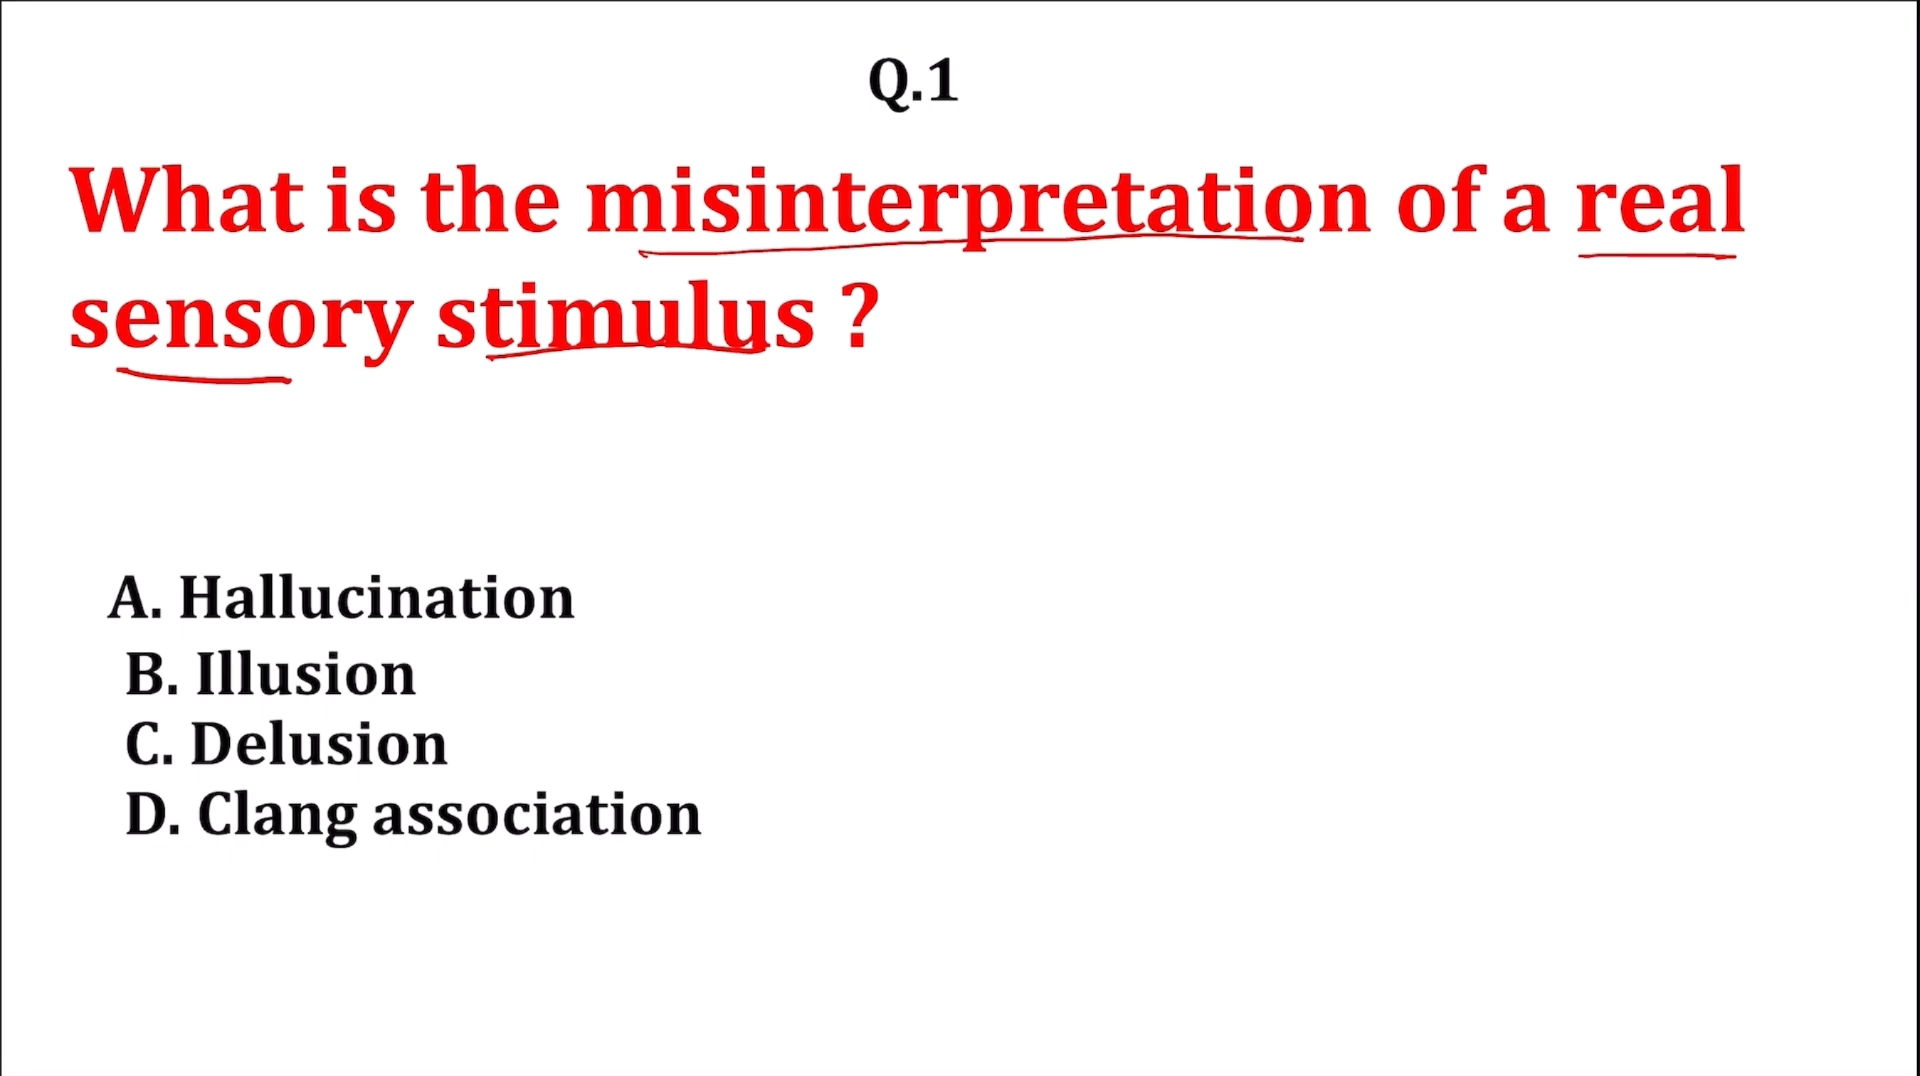 Q.1
What is the misinterpretation of a real
sensory stimulus ?
A. Hallucination
B. Illusion
C. Delusion
D. Clang association